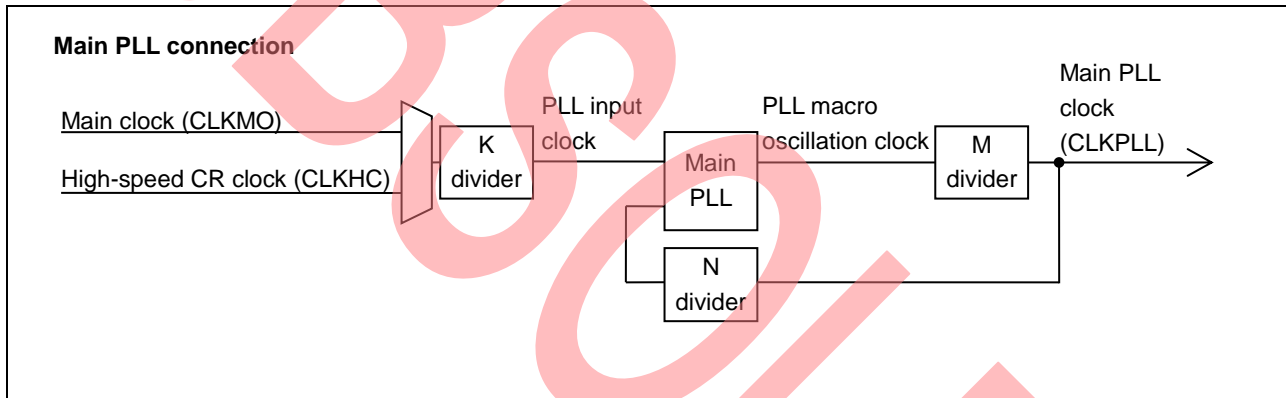 Main PLL connection
Main clock (CLKMO)
High-speed CR clock (CLKHC)
K
divider
PLL input
clock
Main
PLL
PLL macro
oscillation clock
N
divider
M
divider
Main PLL
clock
(CLKPLL)